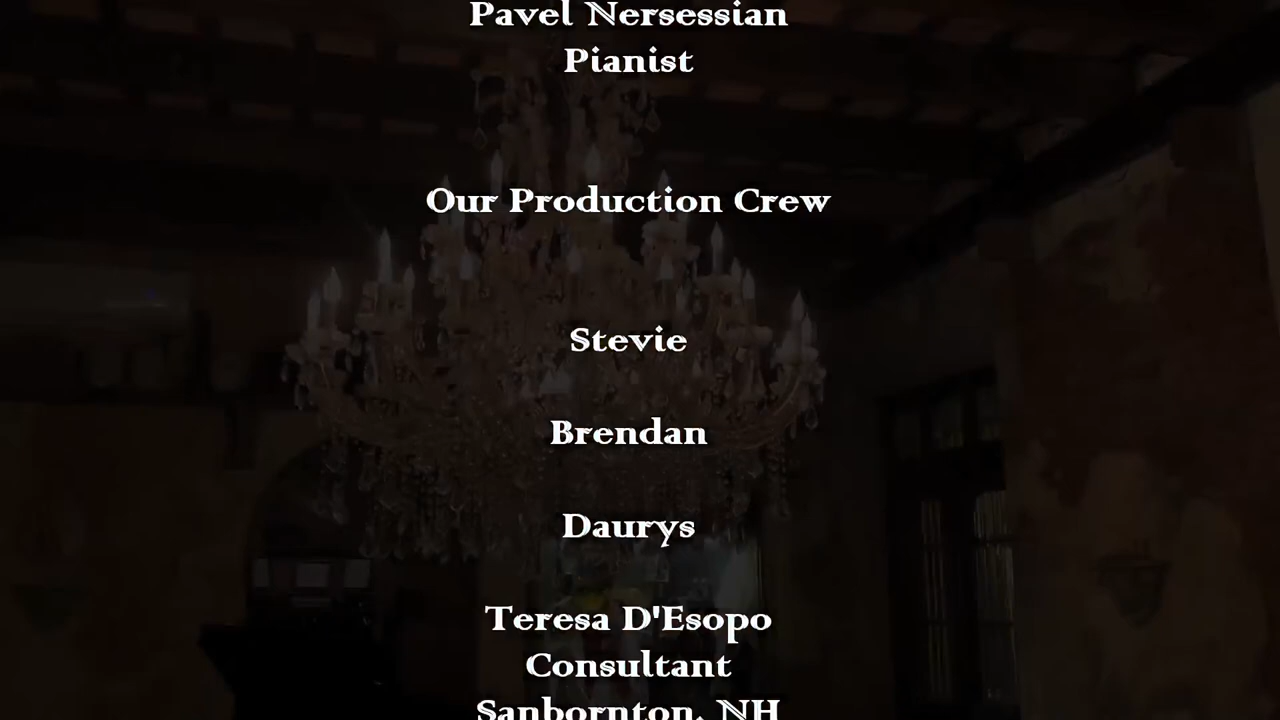 Pavel Nersessian
Pianist
Our Production Crew
Stevie
Brendan
Daurys
Teresa D'Esopo
Consultant
Sanbornton, NH